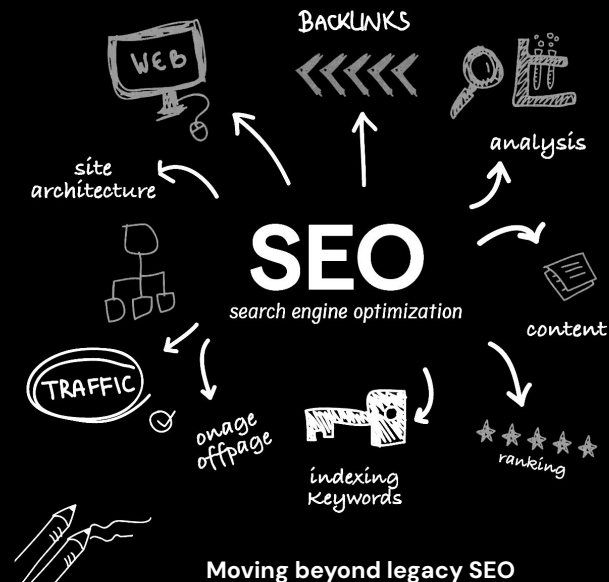 BACKLINKS
WEB
analysis
site
architecture
SEO
search engine optimization
content
TRAFFIC
onage
offpage
indexing
Keywords
ranking
Moving beyond legacy SEO